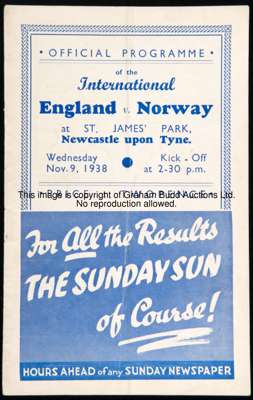 • OFFICIAL PROGRAMME •
of the
International
England v. Norway
at ST. JAMES' PARK,
Newcastle upon Tyne.
Wednesday
Nov. 9, 1938
Kick - Off
at 2-30 p.m.
This image is copyright of Graham Budd Auctions Ltd.
No reproduction allowed.
PRICE TWOPENCE
For All the Results
THE SUNDAY SUN
of Course!
HOURS AHEAD of any SUNDAY NEWSPAPER